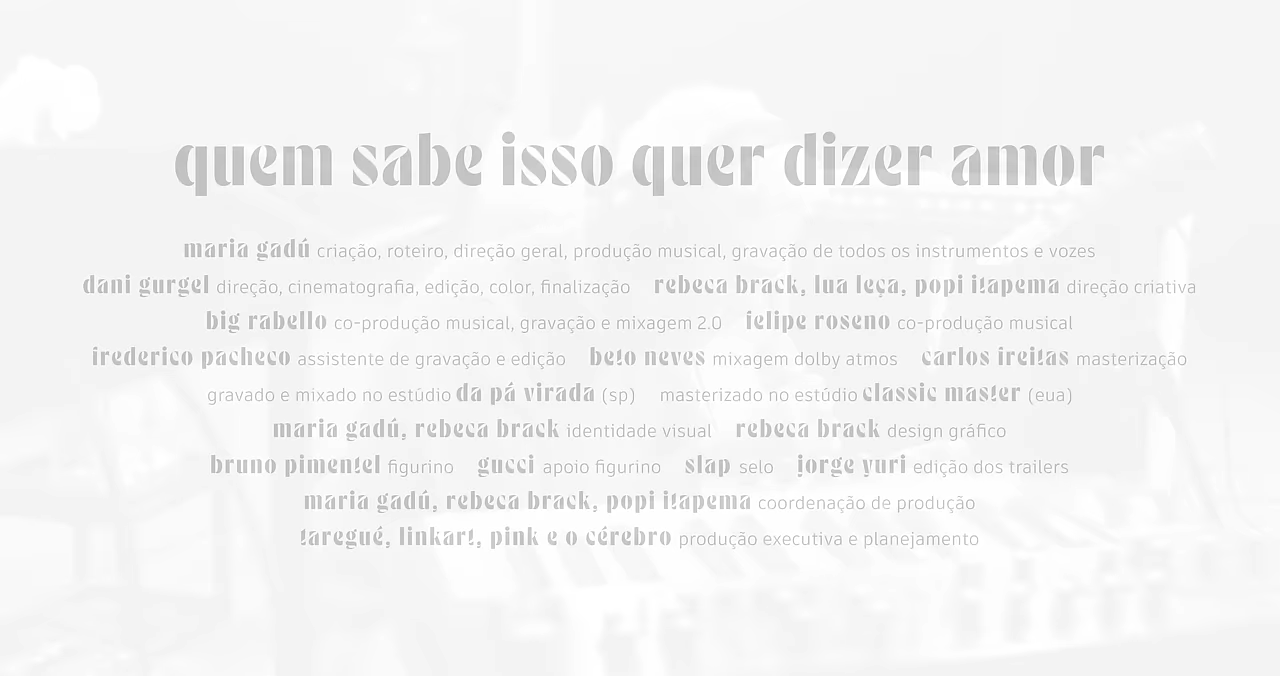 quem sabe isso quer dizer amor
maria gadú criação, roteiro, direção geral, produção musical, gravação de todos os instrumentos e vozes
dani gurgel direção, cinematografia, edição, color, finalização rebeca brack, lua leça, popi itapema direção criativa
big rabello co-produção musical, gravação e mixagem 2.0 felipe roseno co-produção musical
frederico pacheco assistente de gravação e edição beto neves mixagem dolby atmos carlos freitas masterização
gravado e mixado no estúdio da pá virada (sp) masterizado no estúdio classic master (eua)
maria gadú, rebeca brack identidade visual rebeca brack design gráfico
bruno pimentel figurino gucci apoio figurino slap selo jorge yuri edição dos trailers
maria gadú, rebeca brack, popi itapema coordenação de produção
taregué, linkart, pink e o cérebro produção executiva e planejamento